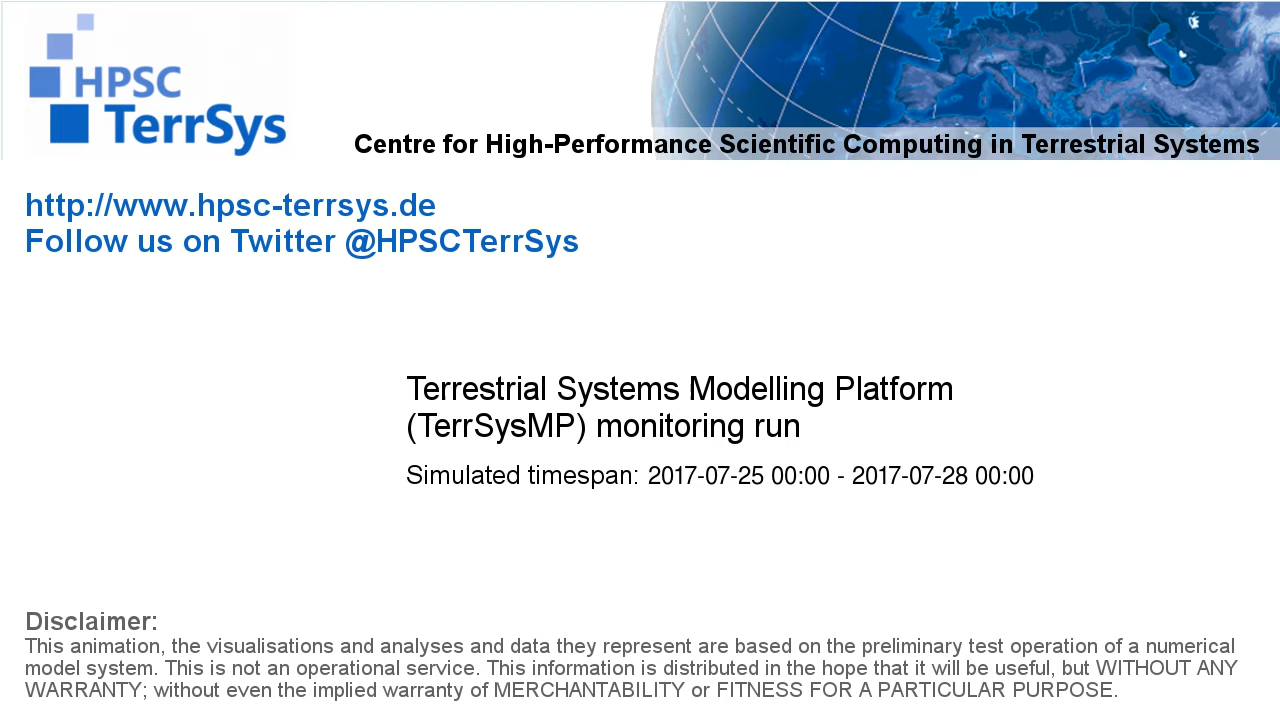 HPSC
TerrSys
Centre for High-Performance Scientific Computing in Terrestrial Systems
http://www.hpsc-terrsys.de
Follow us on Twitter @HPSCTerrSys
Terrestrial Systems Modelling Platform
(TerrSysMP) monitoring run
Simulated timespan: 2017-07-25 00:00 - 2017-07-28 00:00
Disclaimer:
This animation, the visualisations and analyses and data they represent are based on the preliminary test operation of a numerical
model system. This is not an operational service. This information is distributed in the hope that it will be useful, but WITHOUT ANY
WARRANTY; without even the implied warranty of MERCHANTABILITY or FITNESS FOR A PARTICULAR PURPOSE.